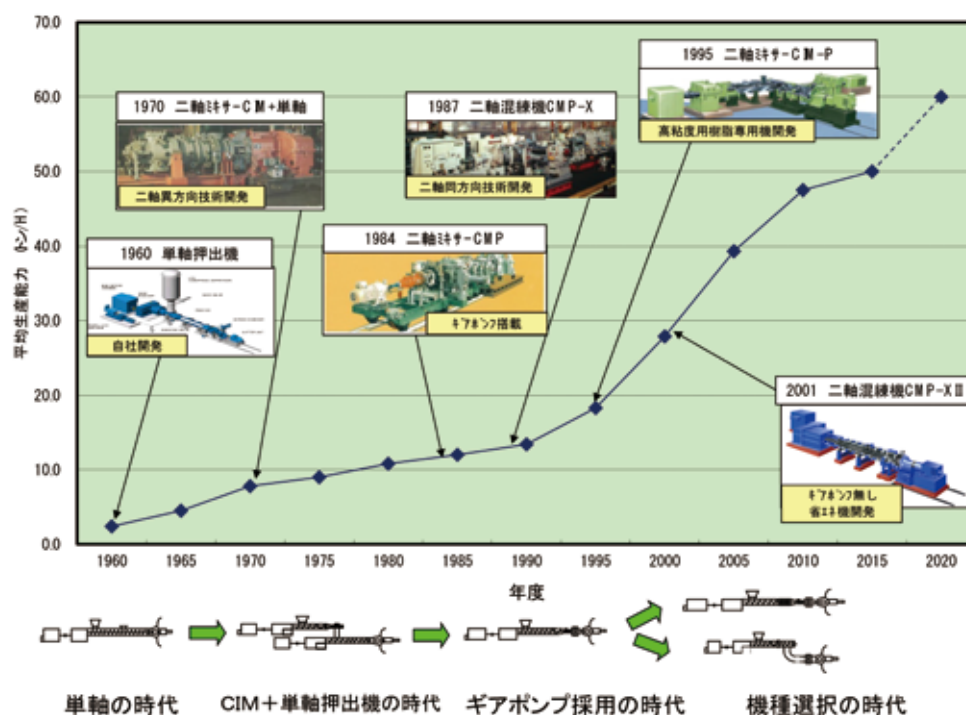 70.0
60.0
50.0
40.0
30.0
20.0
10.0
0.0
平均生産能力 (トン/H)
1995 二軸ミキサーCIM-P
高粘度用樹脂専用機開発
1970 二軸ミキサーCIM+単軸
二軸異方向技術開発
1987 二軸混練機CMP-X
二軸同方向技術開発
1984 二軸ミキサーCMP
ギアポンプ搭載
1960 単軸押出機
自社開発
2001 二軸混練機CMP-XⅡ
ギアポンプ無し
省エネ機開発
1960 1965 1970 1975 1980 1985 1990 1995 2000 2005 2010 2015 2020
年度
単軸の時代 CIM+単軸押出機の時代 ギアポンプ採用の時代 機種選択の時代